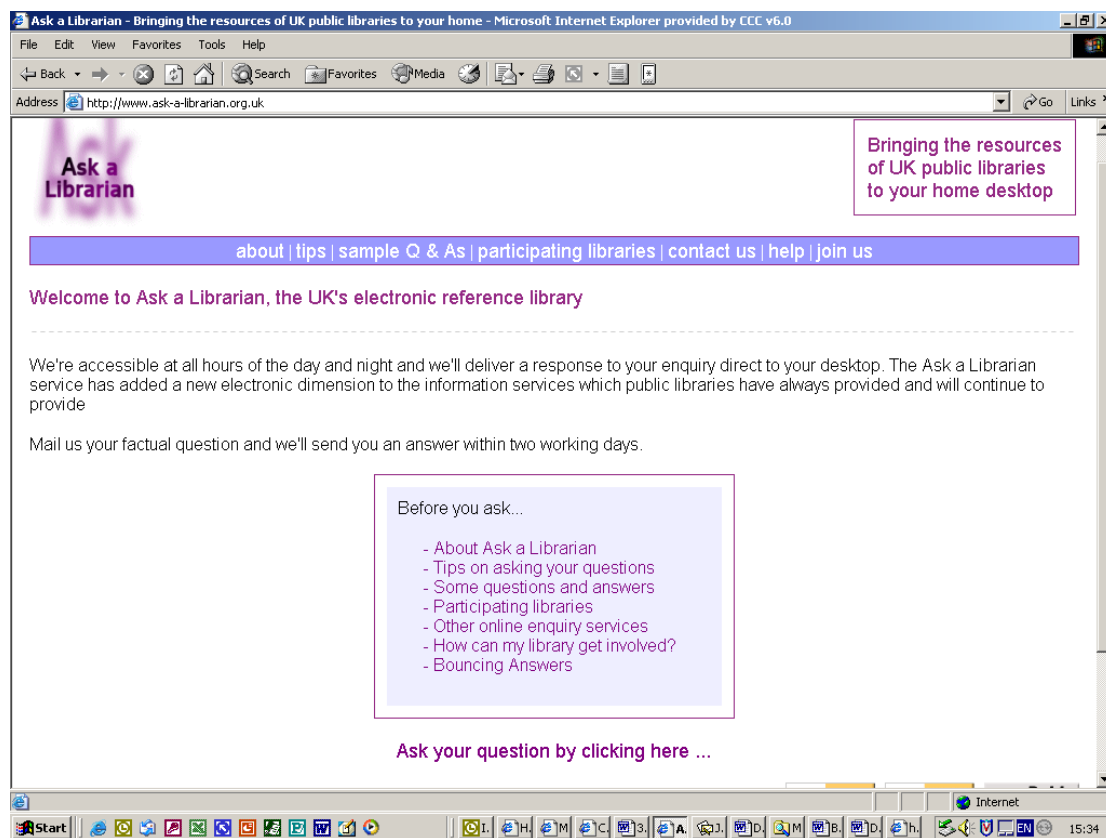 Ask a Librarian - Bringing the resources of UK public libraries to your home - Microsoft Internet Explorer provided by CCC v6.0
File Edit View Favorites Tools Help
Back Search Favorites Media
Address http://www.ask-a-librarian.org.uk Go Links
Ask
Ask a
Librarian
Bringing the resources
of UK public libraries
to your home desktop
about | tips | sample Q & As | participating libraries | contact us | help | join us
Welcome to Ask a Librarian, the UK's electronic reference library
We're accessible at all hours of the day and night and we'll deliver a response to your enquiry direct to your desktop. The Ask a Librarian
service has added a new electronic dimension to the information services which public libraries have always provided and will continue to
provide
Mail us your factual question and we'll send you an answer within two working days.
Before you ask...
- About Ask a Librarian
- Tips on asking your questions
- Some questions and answers
- Participating libraries
- Other online enquiry services
- How can my library get involved?
- Bouncing Answers
Ask your question by clicking here ...
Internet
Start I. H. M C. 3. A. J. D. M B. D. h. EN 15:34